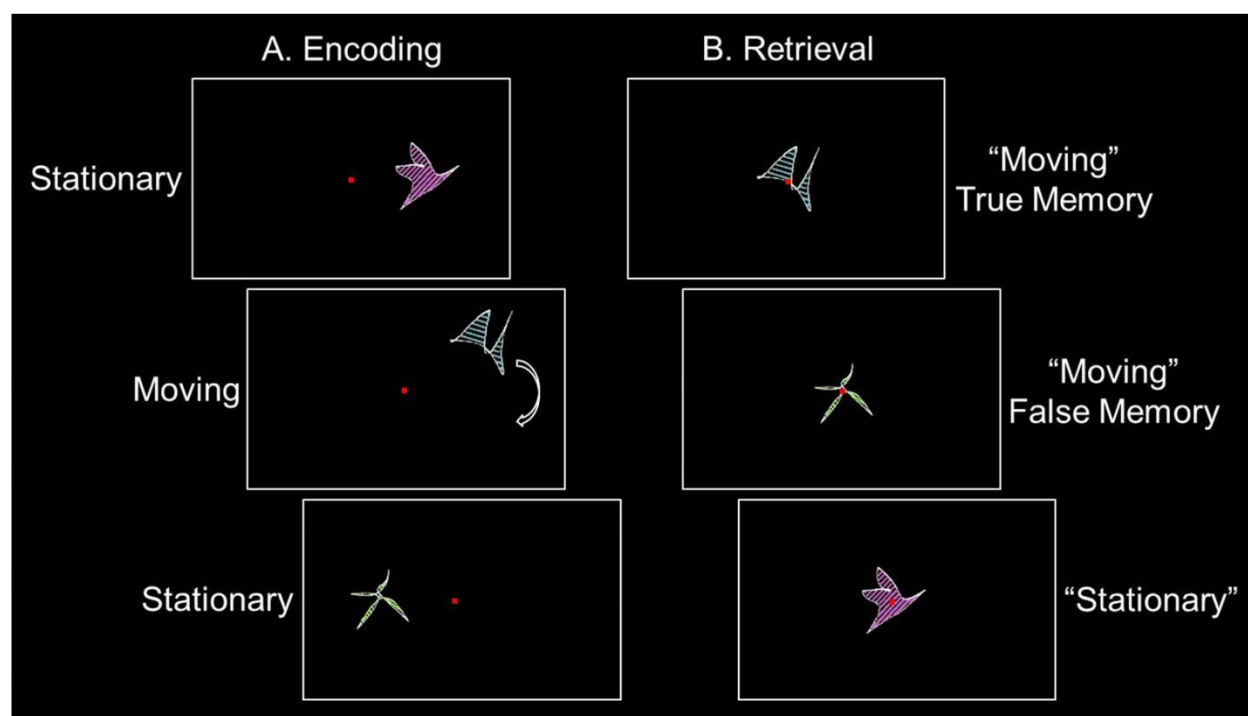 A. Encoding
B. Retrieval
Stationary
“Moving”
True Memory
Moving
“Moving”
False Memory
Stationary
“Stationary”